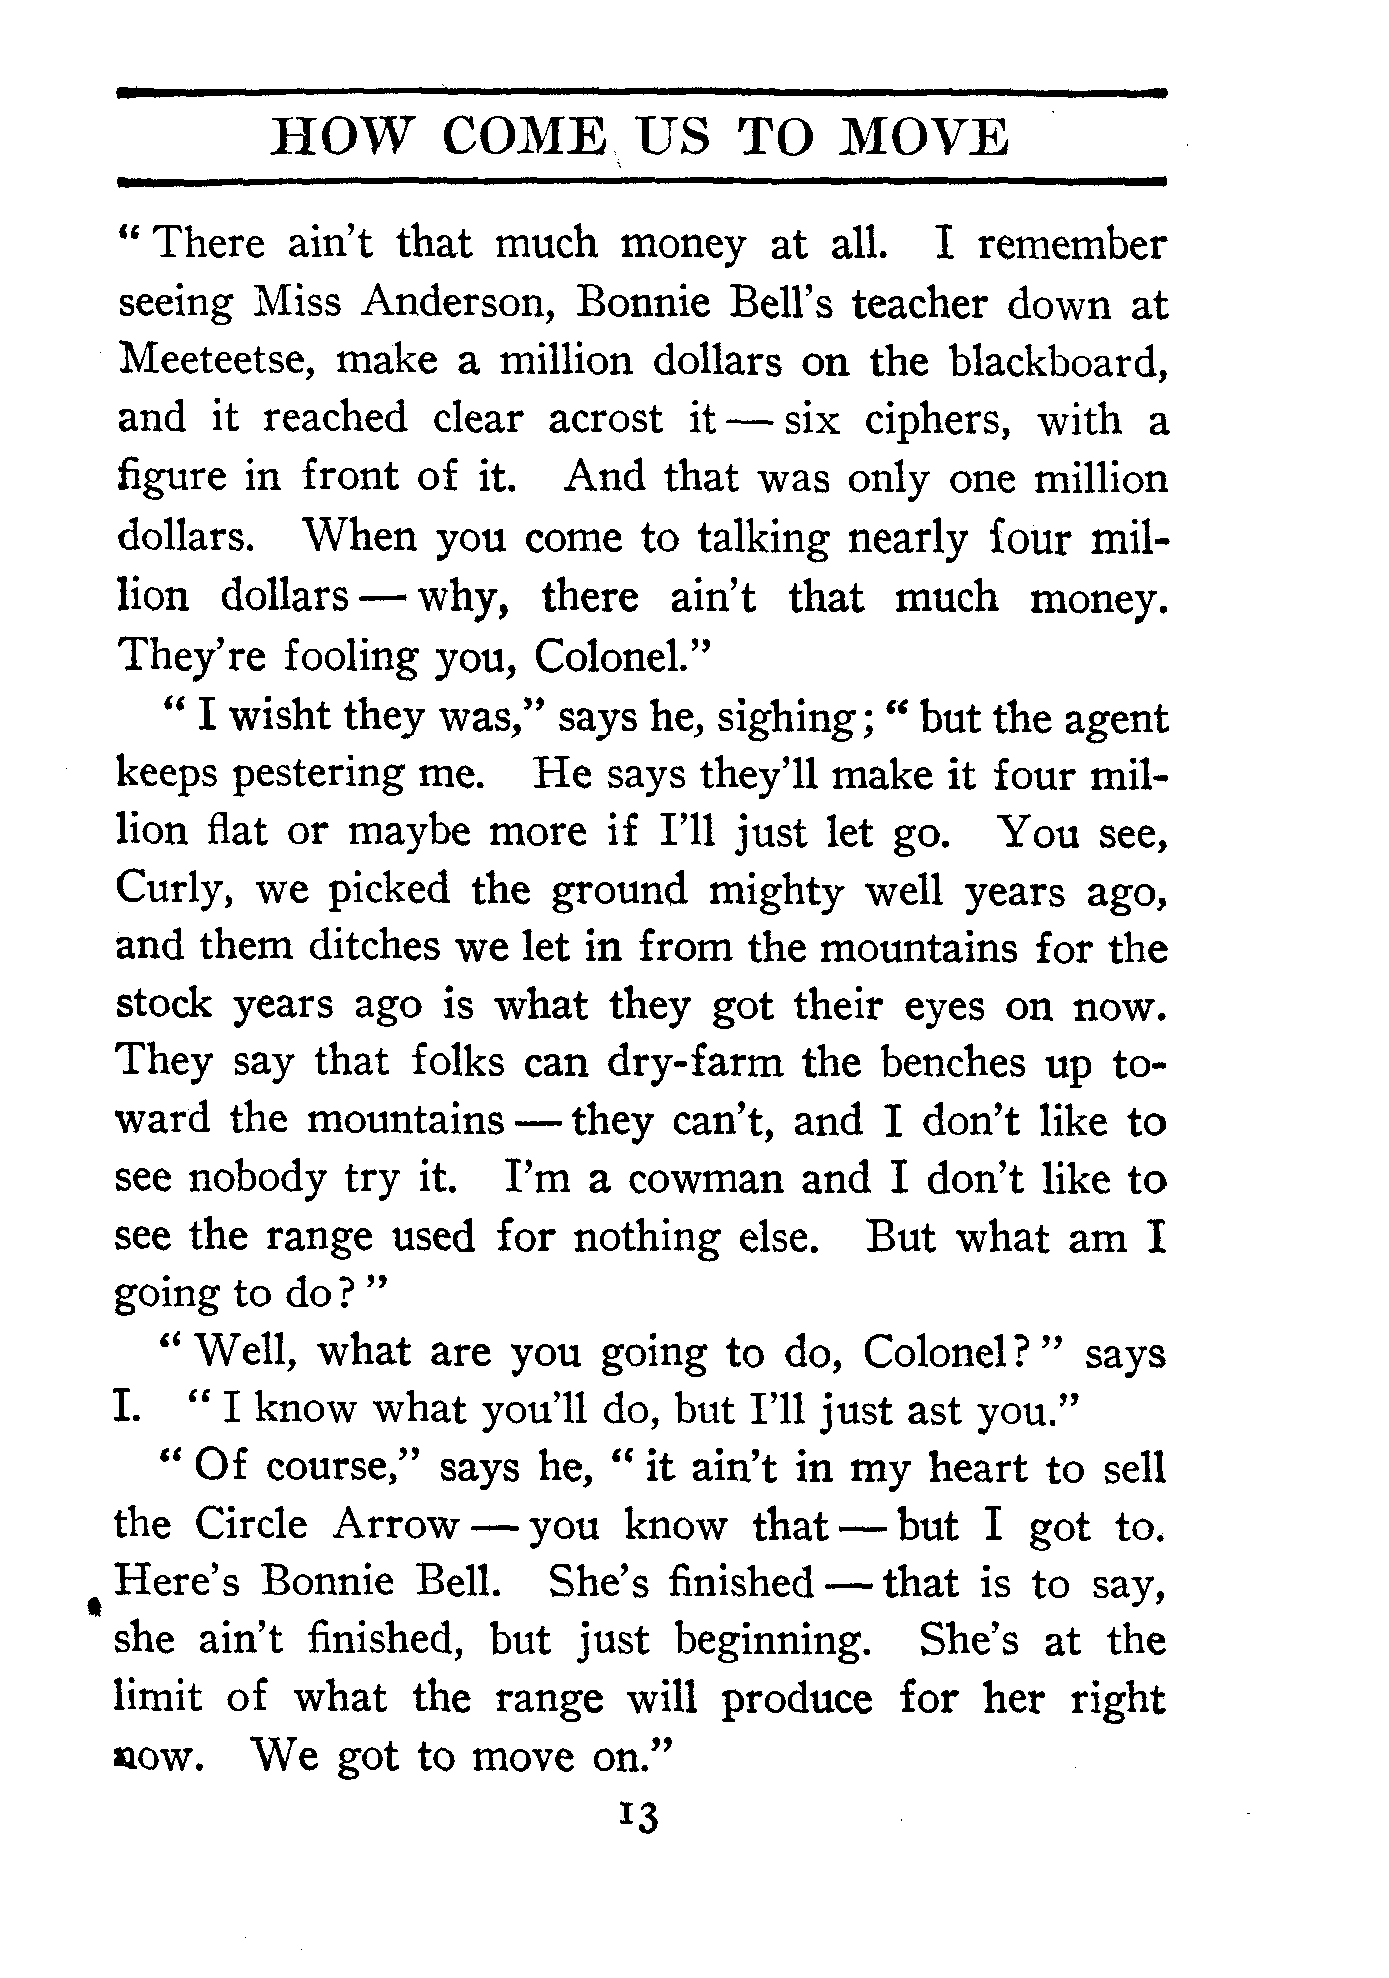 HOW COME US TO MOVE
“ There ain’t that much money at all. I remember
seeing Miss Anderson, Bonnie Bell’s teacher down at
Meeteetse, make a million dollars on the blackboard,
and it reached clear acrost it — six ciphers, with a
figure in front of it. And that was only one million
dollars. When you come to talking nearly four mil-
lion dollars — why, there ain’t that much money.
They’re fooling you, Colonel.”
“ I wisht they was,” says he, sighing; “ but the agent
keeps pestering me. He says they’ll make it four mil-
lion flat or maybe more if I’ll just let go. You see,
Curly, we picked the ground mighty well years ago,
and them ditches we let in from the mountains for the
stock years ago is what they got their eyes on now.
They say that folks can dry-farm the benches up to-
ward the mountains — they can’t, and I don’t like to
see nobody try it. I’m a cowman and I don’t like to
see the range used for nothing else. But what am I
going to do? ”
“ Well, what are you going to do, Colonel? ” says
I. “ I know what you’ll do, but I’ll just ast you.”
“ Of course,” says he, “ it ain’t in my heart to sell
the Circle Arrow — you know that — but I got to.
Here’s Bonnie Bell. She’s finished — that is to say,
she ain’t finished, but just beginning. She’s at the
limit of what the range will produce for her right
now. We got to move on.”
13